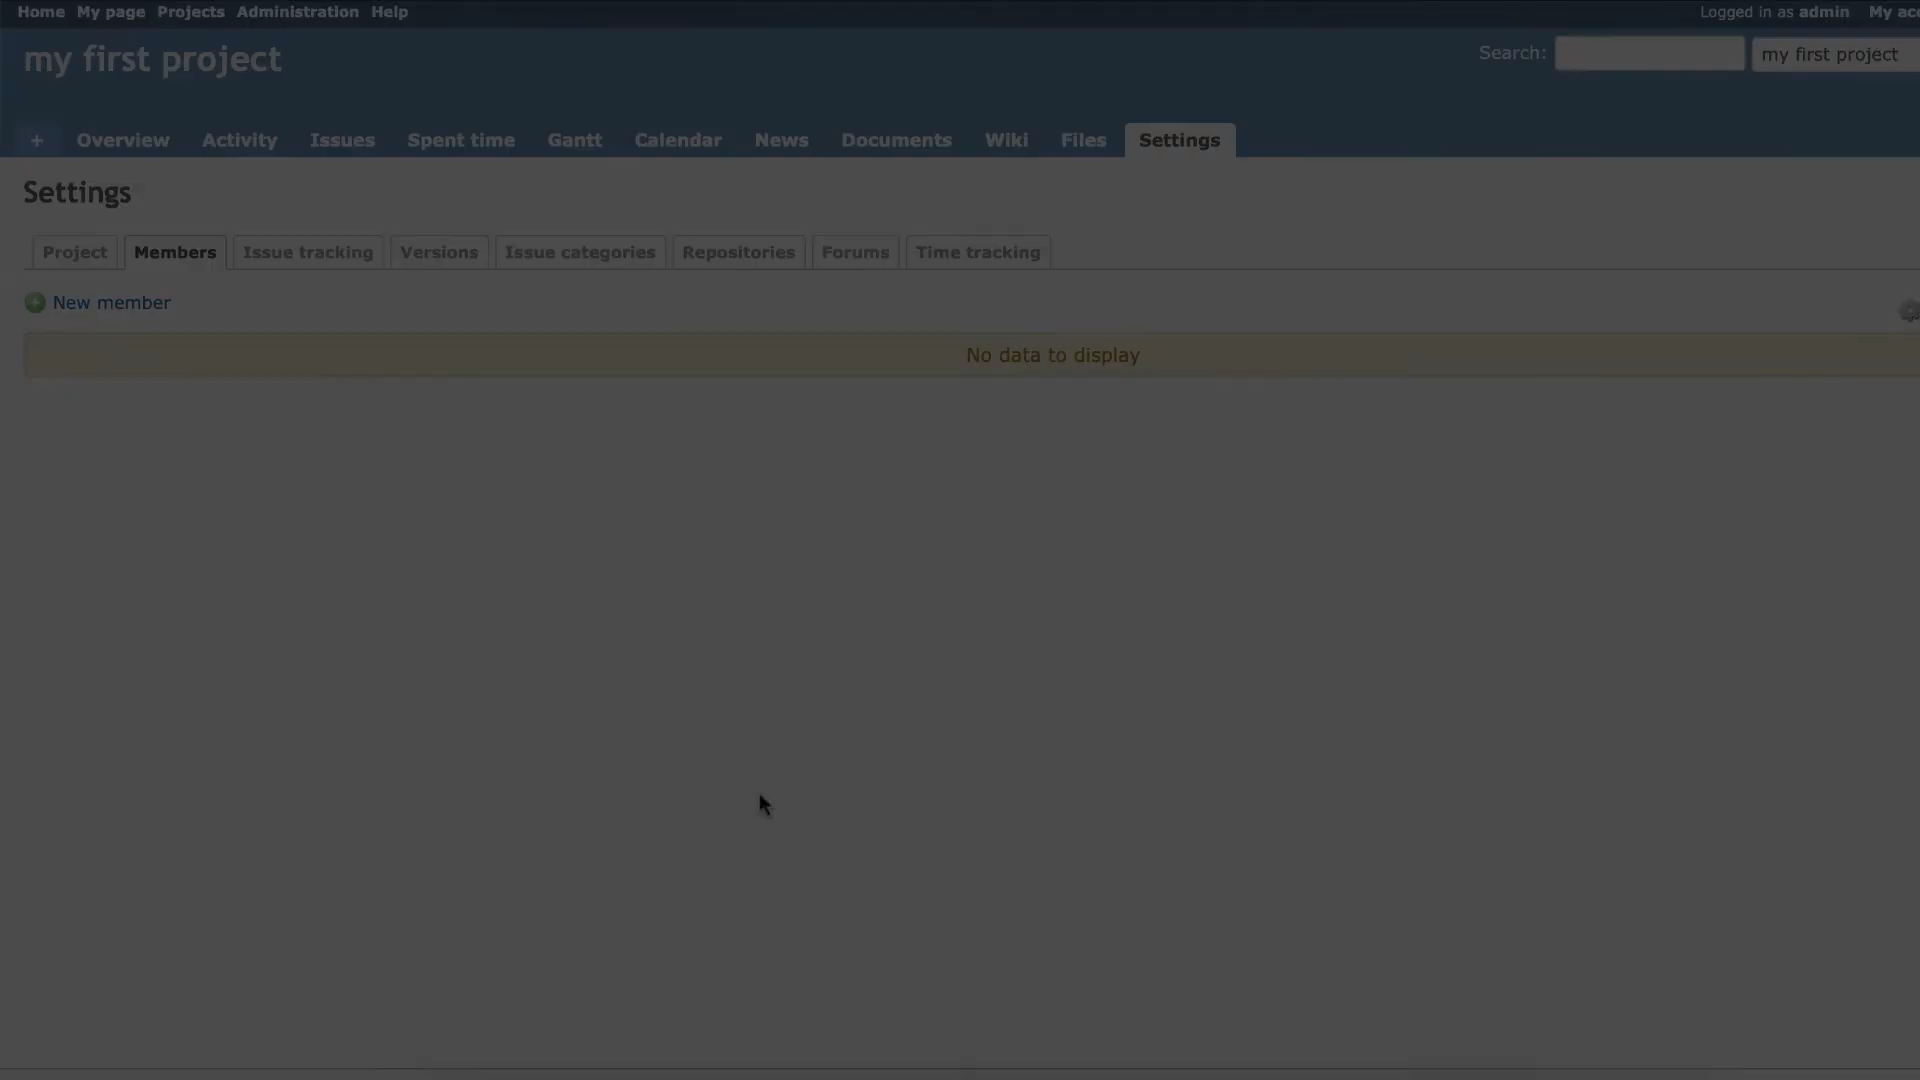 Home My page Projects Administration Help
Logged in as admin My acc
my first project
Search: my first project
+ Overview Activity Issues Spent time Gantt Calendar News Documents Wiki Files Settings
Settings
Project Members Issue tracking Versions Issue categories Repositories Forums Time tracking
New member
No data to display